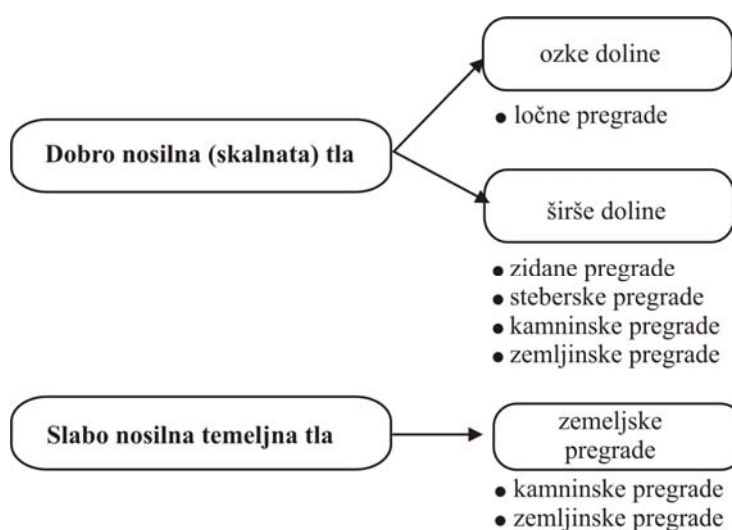 ozke doline
• ločne pregrade
Dobro nosilna (skalnata) tla
širše doline
• zidane pregrade
• steberske pregrade
• kamninske pregrade
• zemljinske pregrade
Slabo nosilna temeljna tla
zemeljske
pregrade
• kamninske pregrade
• zemljinske pregrade